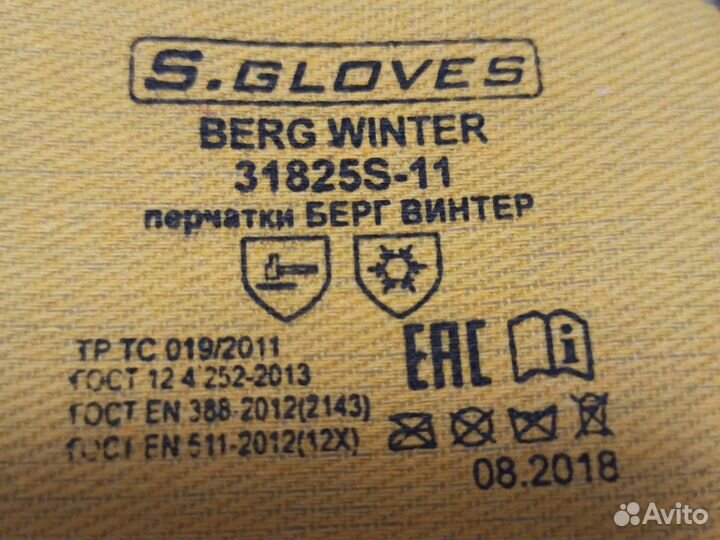 S.GLOVES
BERG WINTER
31825S-11
перчатки БЕРГ ВИНТЕР
ТР ТС 019/2011
ГОСТ 12 4 252-2013
ГОСТ EN 388-2012(2143)
ГОСТ EN 511-2012(12X)
EAC
i
08.2018
Avito